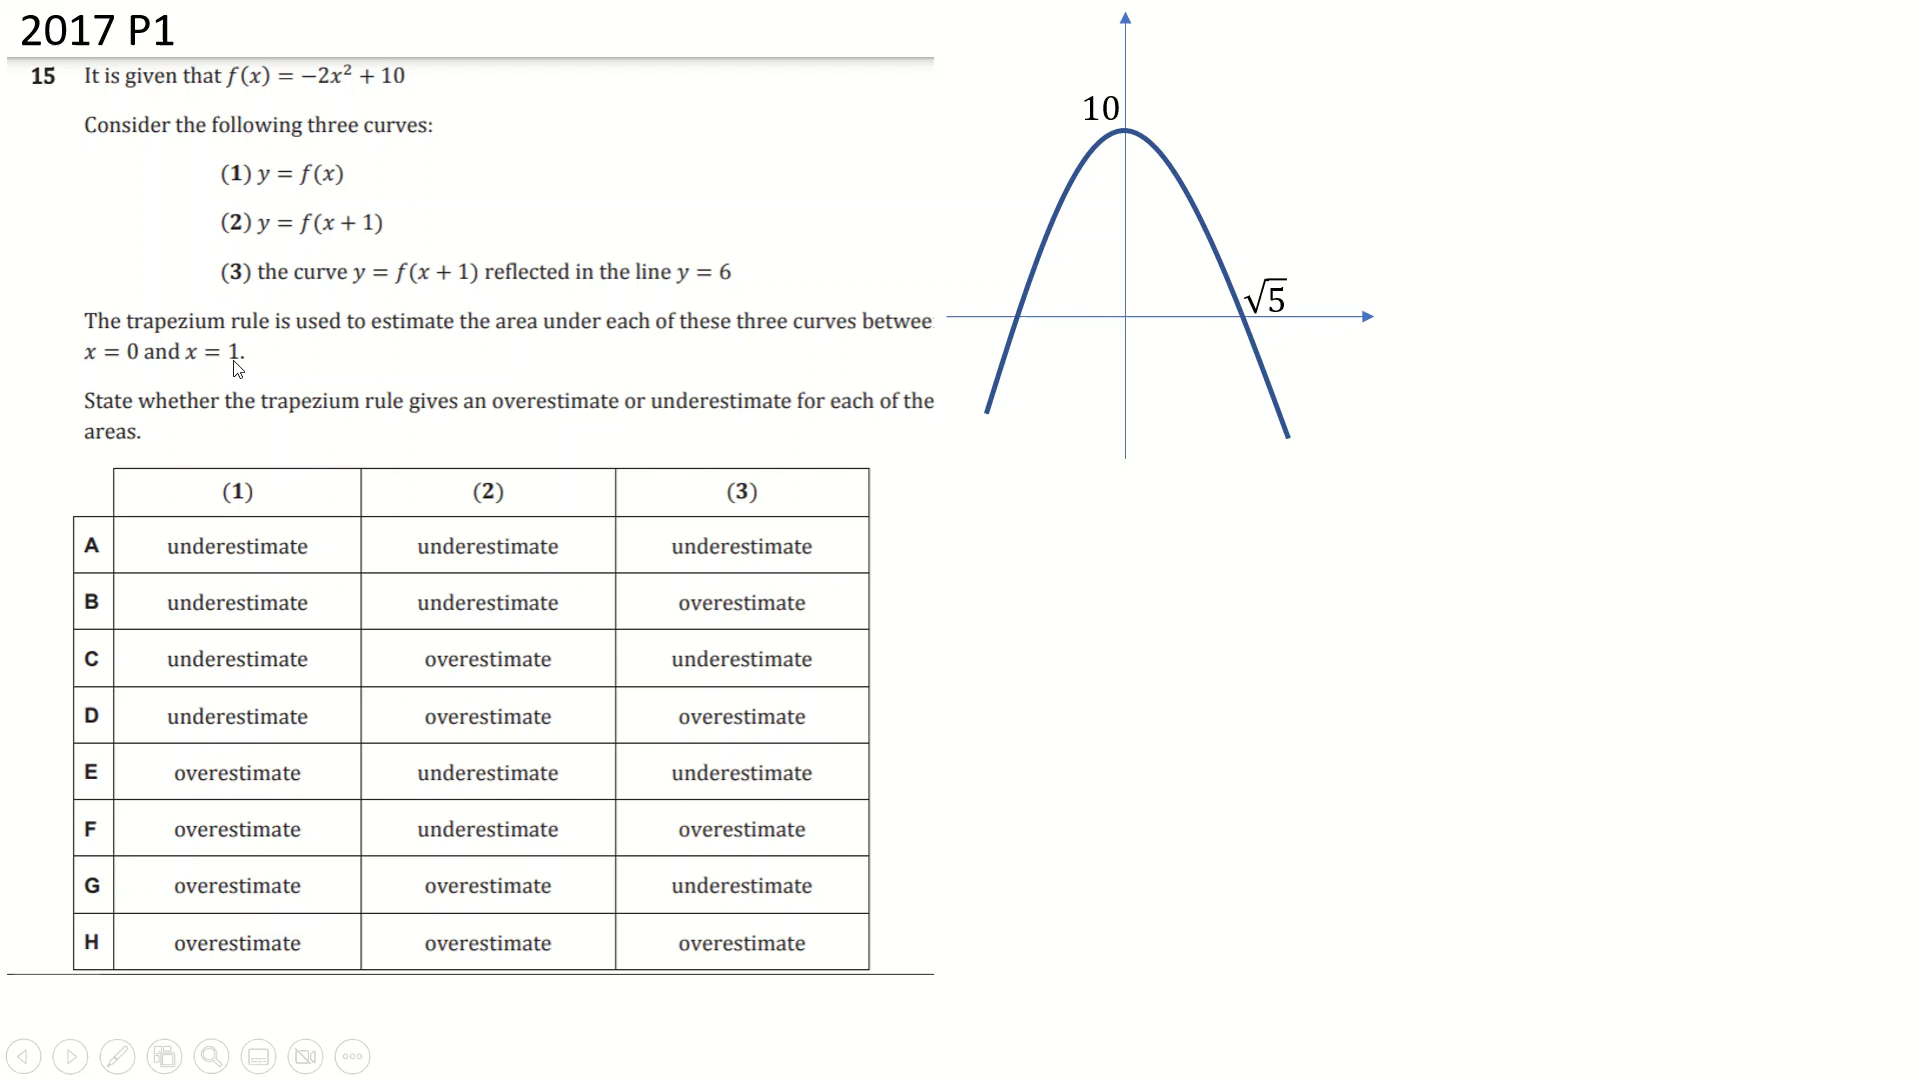 2017 P1
15 It is given that f(x) = −2x² + 10
Consider the following three curves:
(1) y = f(x)
(2) y = f(x + 1)
(3) the curve y = f(x + 1) reflected in the line y = 6
The trapezium rule is used to estimate the area under each of these three curves betwee
x = 0 and x = 1.
State whether the trapezium rule gives an overestimate or underestimate for each of the
areas.
(1) (2) (3)
A underestimate underestimate underestimate
B underestimate underestimate overestimate
C underestimate overestimate underestimate
D underestimate overestimate overestimate
E overestimate underestimate underestimate
F overestimate underestimate overestimate
G overestimate overestimate underestimate
H overestimate overestimate overestimate
10
√5